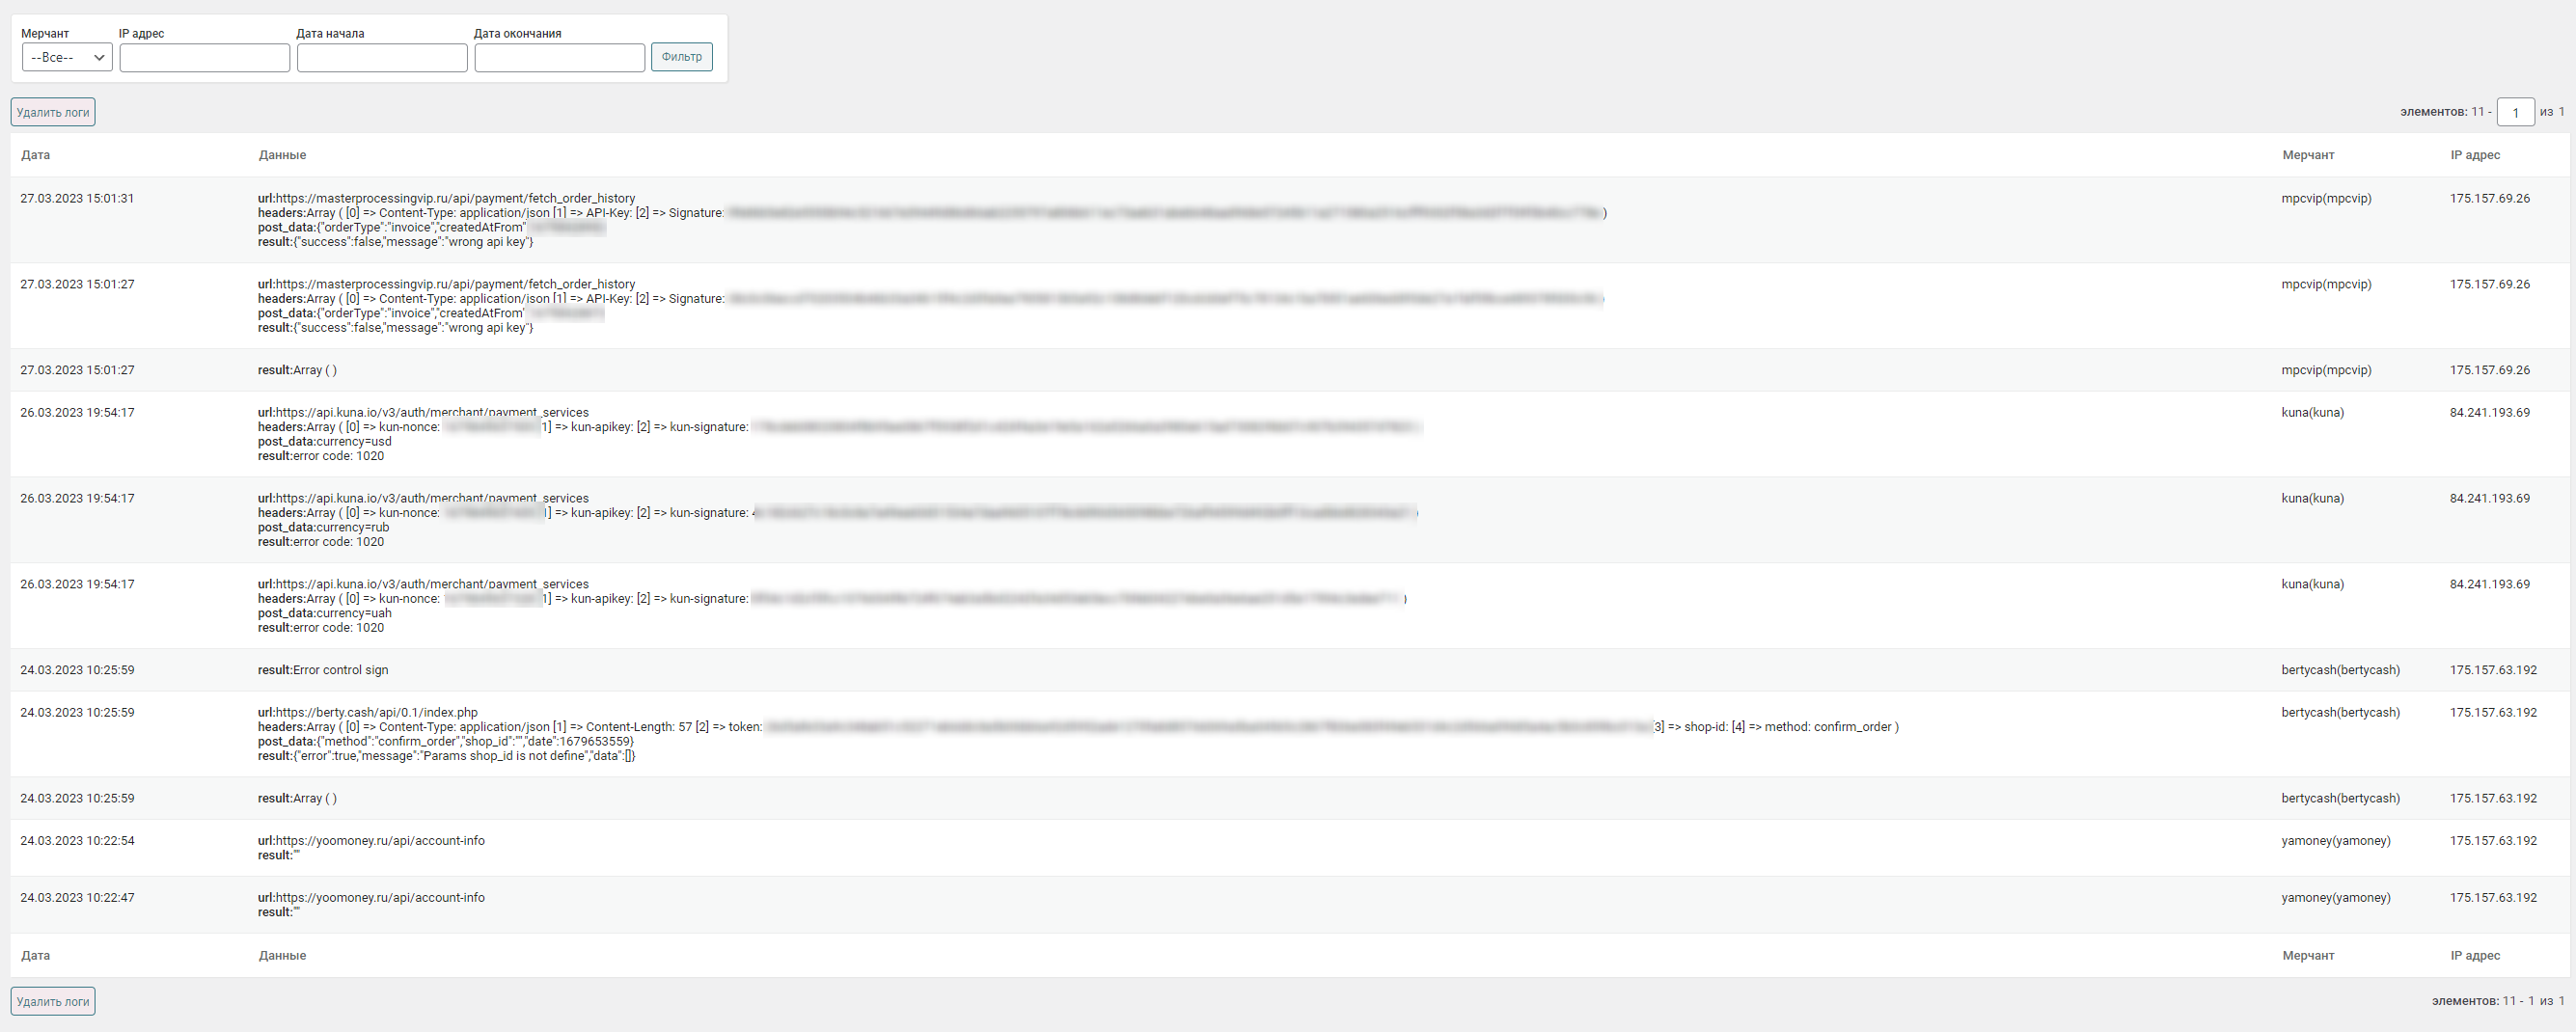 Мерчант IP адрес Дата начала Дата окончания
--Все-- Фильтр
Удалить логи элементов: 11 - 1 из 1
Дата Данные Мерчант IP адрес
27.03.2023 15:01:31 url:https://masterprocessingvip.ru/api/payment/fetch_order_history mpcvip(mpcvip) 175.157.69.26
headers:Array ( [0] => Content-Type: application/json [1] => API-Key: [2] => Signature: )
post_data:{"orderType":"invoice","createdAtFrom"
result:{"success":false,"message":"wrong api key"}
27.03.2023 15:01:27 url:https://masterprocessingvip.ru/api/payment/fetch_order_history mpcvip(mpcvip) 175.157.69.26
headers:Array ( [0] => Content-Type: application/json [1] => API-Key: [2] => Signature:
post_data:{"orderType":"invoice","createdAtFrom"
result:{"success":false,"message":"wrong api key"}
27.03.2023 15:01:27 result:Array ( ) mpcvip(mpcvip) 175.157.69.26
26.03.2023 19:54:17 url:https://api.kuna.io/v3/auth/merchant/payment_services kuna(kuna) 84.241.193.69
headers:Array ( [0] => kun-nonce: 1] => kun-apikey: [2] => kun-signature:
post_data:currency=usd
result:error code: 1020
26.03.2023 19:54:17 url:https://api.kuna.io/v3/auth/merchant/payment_services kuna(kuna) 84.241.193.69
headers:Array ( [0] => kun-nonce: 1] => kun-apikey: [2] => kun-signature:
post_data:currency=rub
result:error code: 1020
26.03.2023 19:54:17 url:https://api.kuna.io/v3/auth/merchant/payment_services kuna(kuna) 84.241.193.69
headers:Array ( [0] => kun-nonce: 1] => kun-apikey: [2] => kun-signature: )
post_data:currency=uah
result:error code: 1020
24.03.2023 10:25:59 result:Error control sign bertycash(bertycash) 175.157.63.192
24.03.2023 10:25:59 url:https://berty.cash/api/0.1/index.php bertycash(bertycash) 175.157.63.192
headers:Array ( [0] => Content-Type: application/json [1] => Content-Length: 57 [2] => token: [3] => shop-id: [4] => method: confirm_order )
post_data:{"method":"confirm_order","shop_id":"","date":1679653559}
result:{"error":true,"message":"Params shop_id is not define","data":[]}
24.03.2023 10:25:59 result:Array ( ) bertycash(bertycash) 175.157.63.192
24.03.2023 10:22:54 url:https://yoomoney.ru/api/account-info yamoney(yamoney) 175.157.63.192
result:""
24.03.2023 10:22:47 url:https://yoomoney.ru/api/account-info yamoney(yamoney) 175.157.63.192
result:""
Дата Данные Мерчант IP адрес
Удалить логи элементов: 11 - 1 из 1